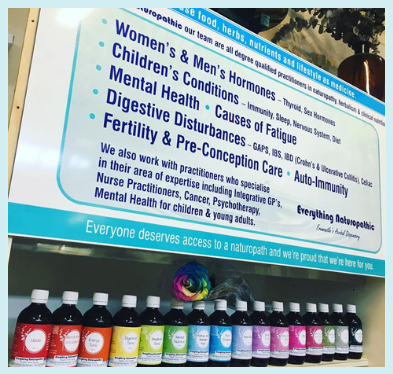 use food, herbs, nutrients and lifestyle as medicine.
naturopathic our team are all degree qualified practitioners in naturopathy, herbalism & clinical nutrition
• Women's & Men's Hormones - Thyroid, Sex Hormones
• Children's Conditions - Immunity, Sleep, Nervous System, Diet
• Mental Health • Causes of Fatigue
• Digestive Disturbances - GAPS, IBS, IBD (Crohn's & Ulcerative Colitis), Celiac
• Fertility & Pre-Conception Care • Auto-Immunity
We also work with practitioners who specialise
in their area of expertise including Integrative GP's,
Nurse Practitioners, Cancer, Psychotherapy,
Mental Health for children & young adults.
Everything Naturopathic
Herbal Dispensary
Everyone deserves access to a naturopath and we're proud that we're here for you.